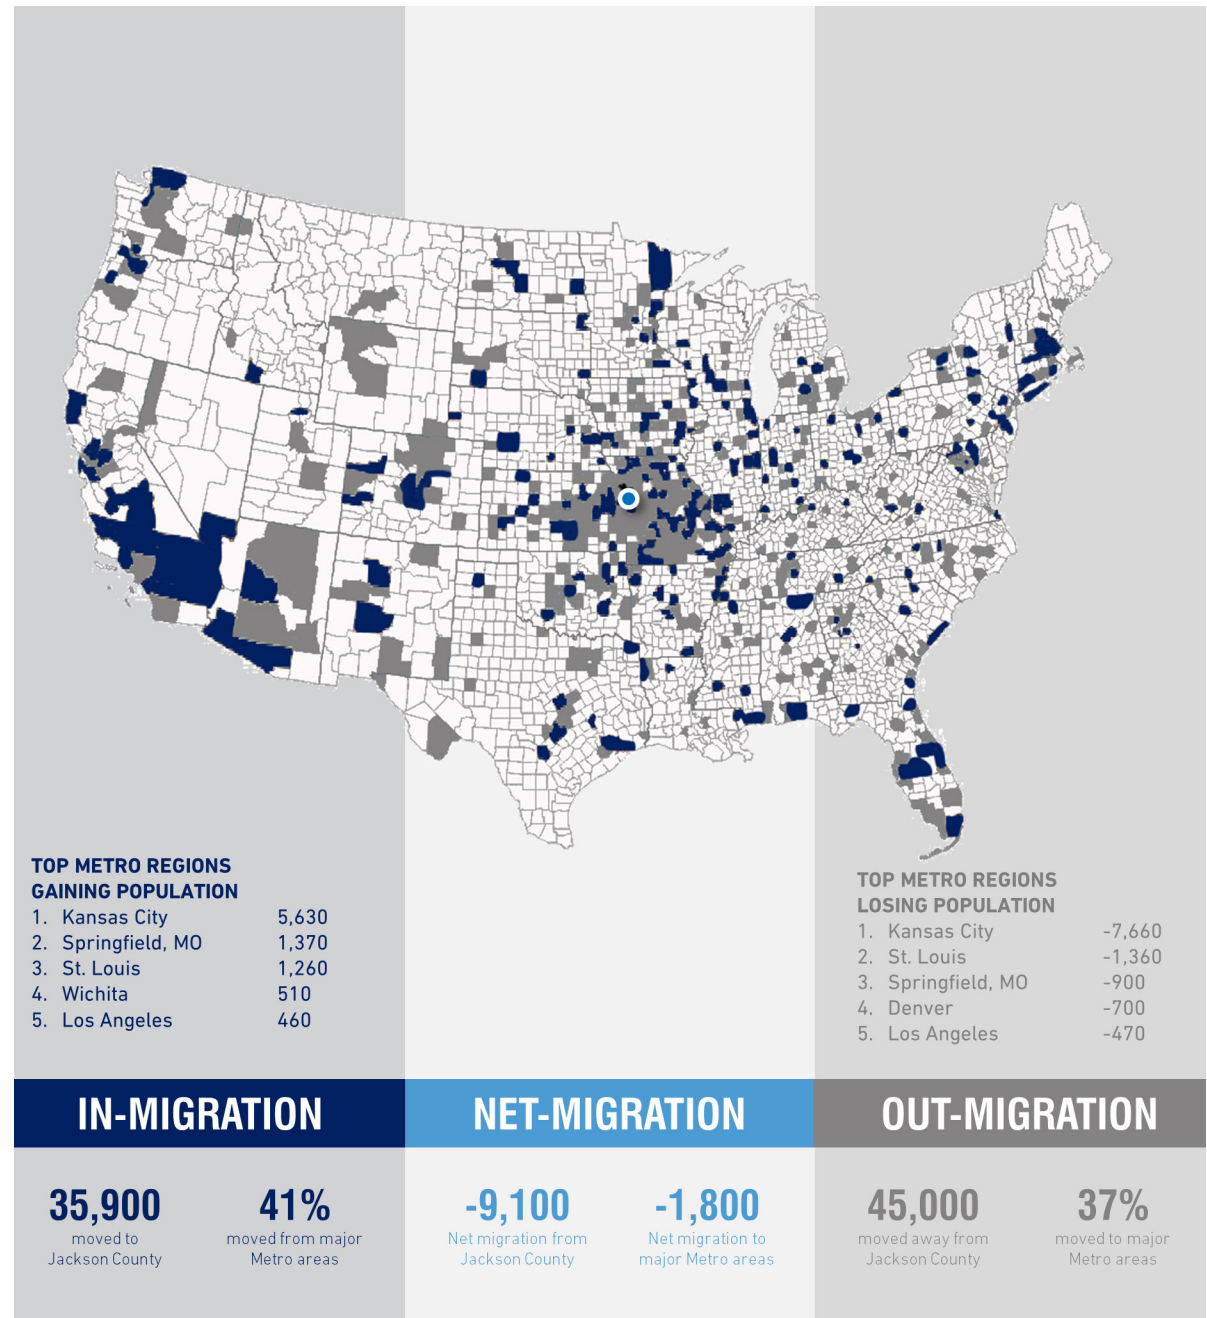 TOP METRO REGIONS
GAINING POPULATION
1. Kansas City 5,630
2. Springfield, MO 1,370
3. St. Louis 1,260
4. Wichita 510
5. Los Angeles 460
TOP METRO REGIONS
LOSING POPULATION
1. Kansas City -7,660
2. St. Louis -1,360
3. Springfield, MO -900
4. Denver -700
5. Los Angeles -470
IN-MIGRATION
35,900
moved to
Jackson County
41%
moved from major
Metro areas
NET-MIGRATION
-9,100
Net migration from
Jackson County
-1,800
Net migration to
major Metro areas
OUT-MIGRATION
45,000
moved away from
Jackson County
37%
moved to major
Metro areas